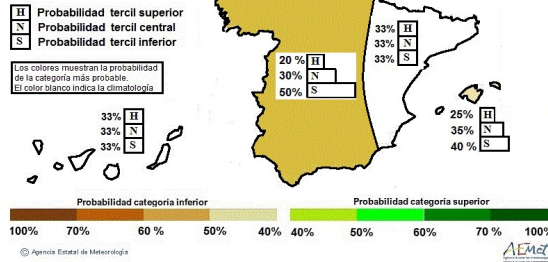 H Probabilidad tercil superior
N Probabilidad tercil central
S Probabilidad tercil inferior
Los colores muestran la probabilidad
de la categoría más probable.
El color blanco indica la climatología
33% H
33% N
33% S
20 % H
30% N
50% S
33% H
33% N
33% S
25% H
35% N
40 % S
Probabilidad categoria inferior
100% 70% 60 % 50% 40%
Probabilidad categoria superior
40% 50% 60% 70 % 100%
© Agencia Estatal de Meteorología
AEMet